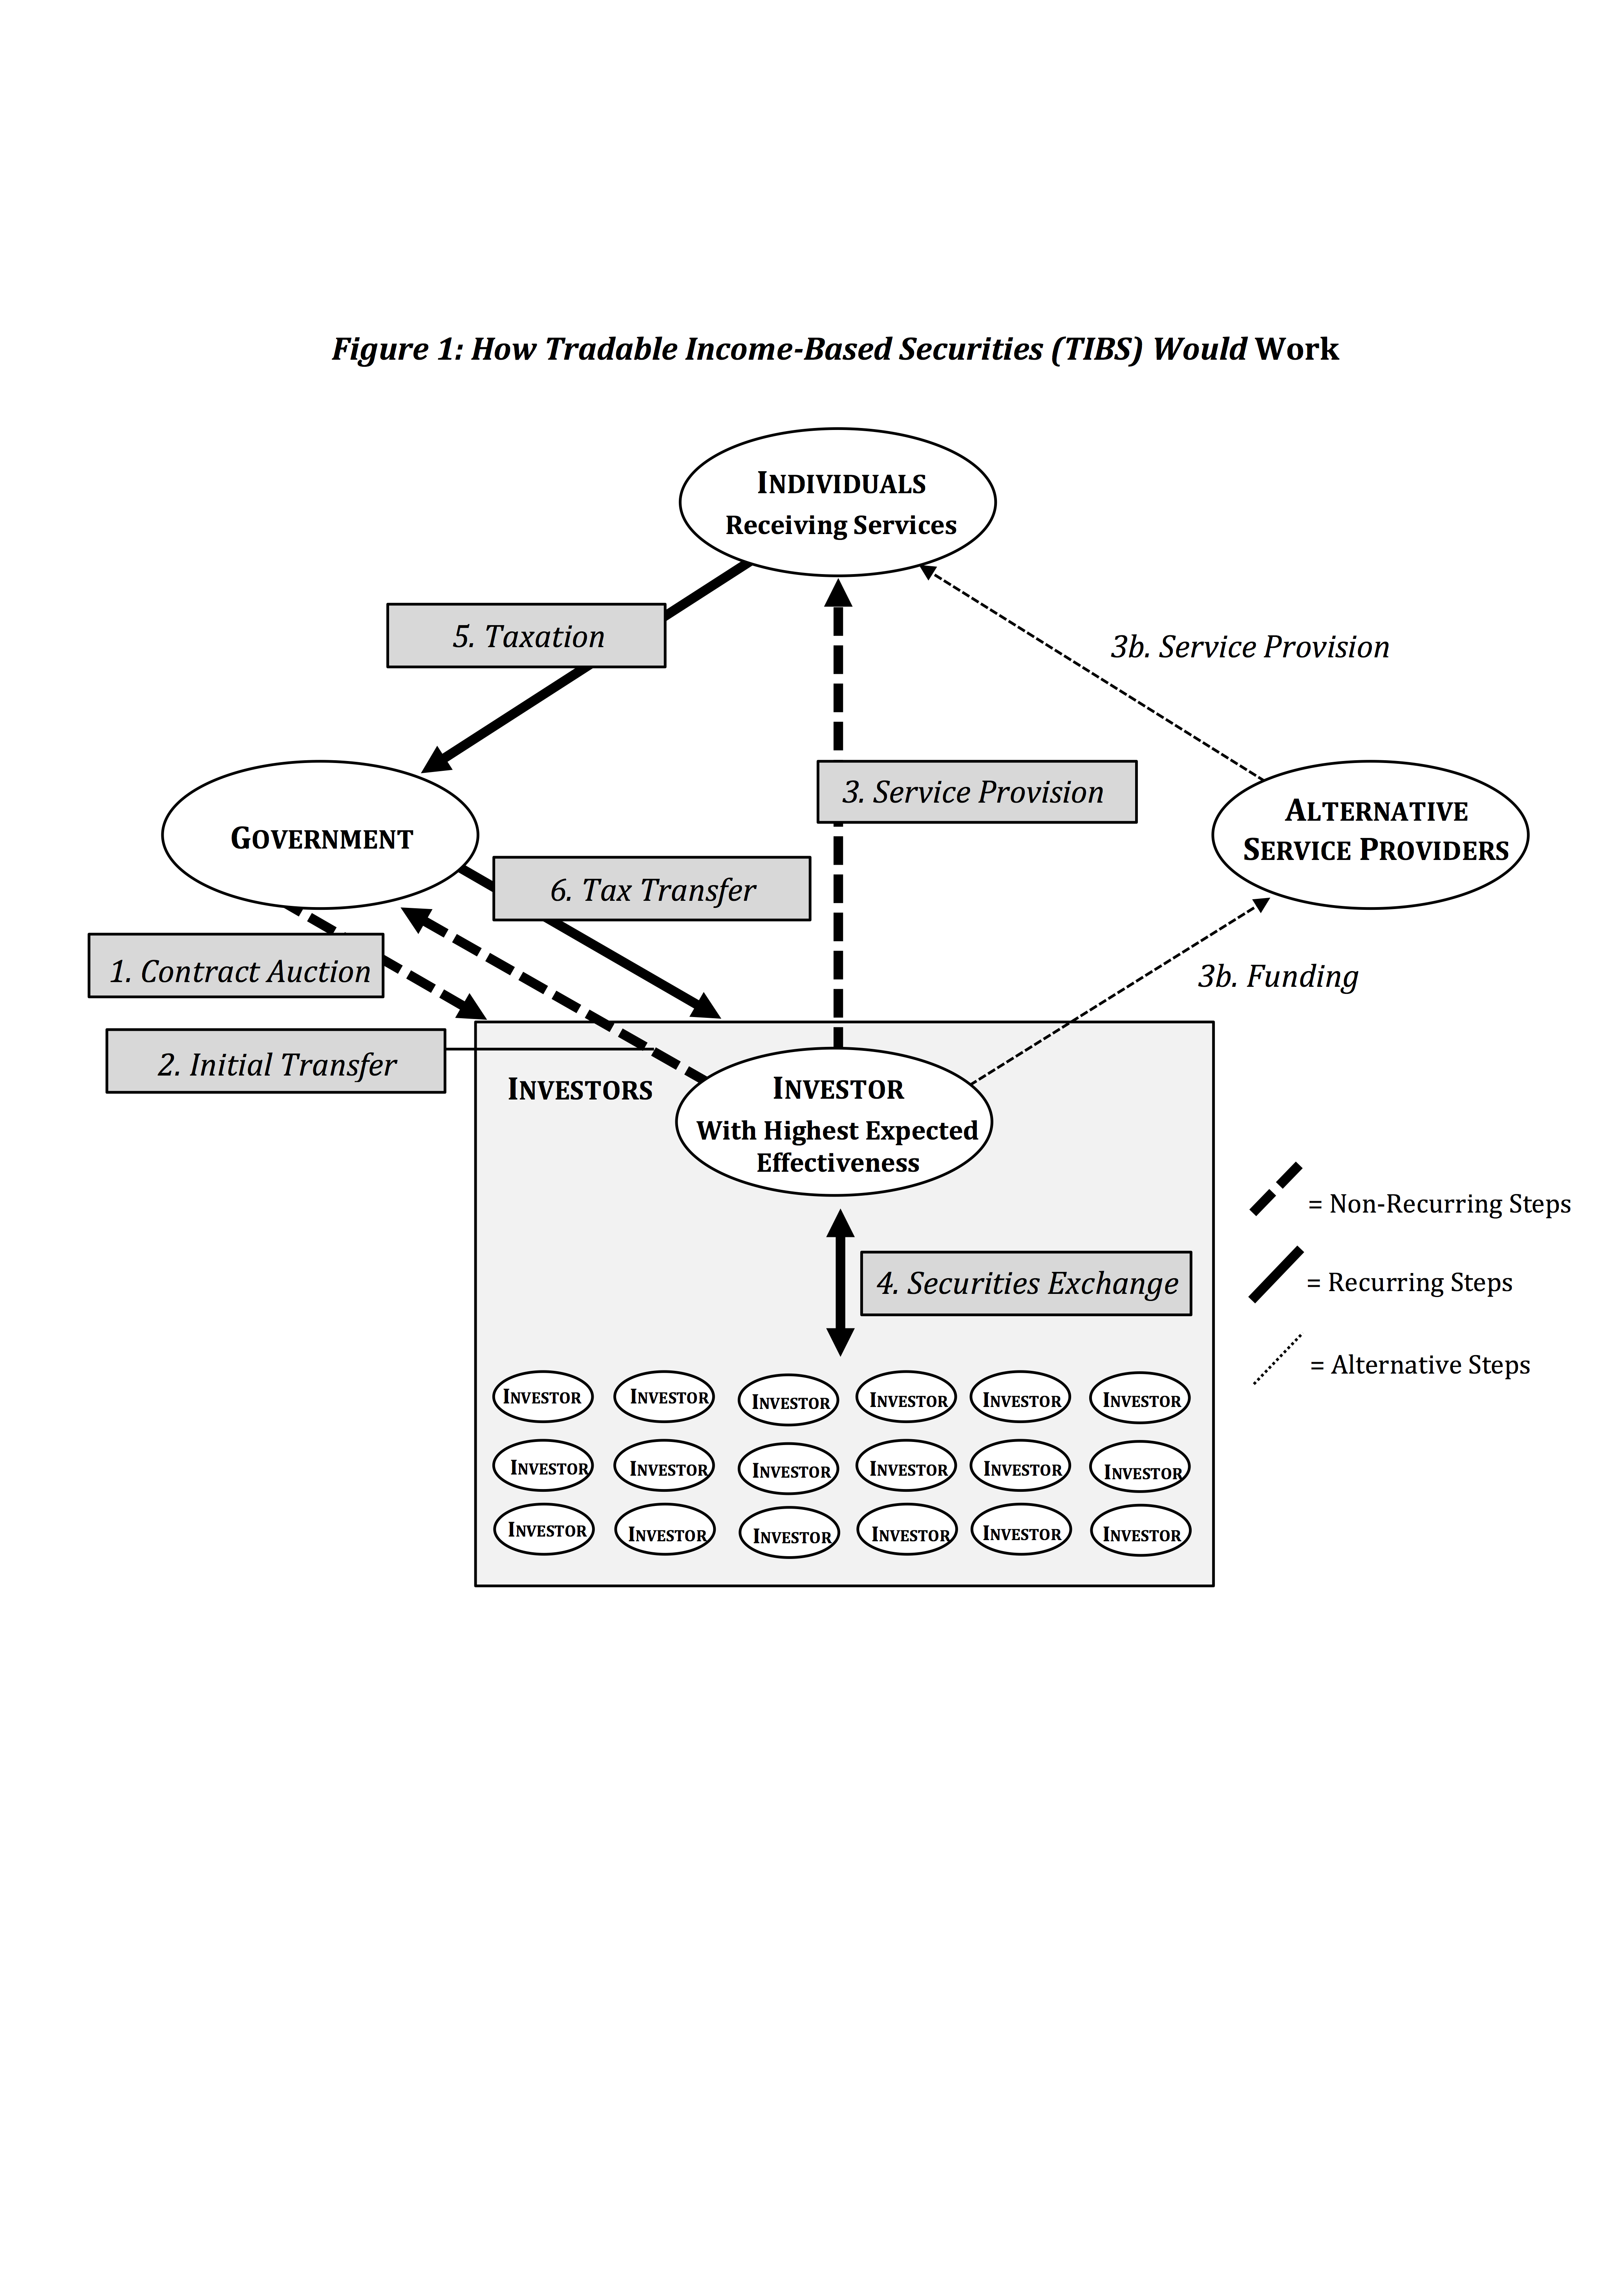 Figure 1: How Tradable Income-Based Securities (TIBS) Would Work
INDIVIDUALS
Receiving Services
5. Taxation
3b. Service Provision
3. Service Provision
ALTERNATIVE
SERVICE PROVIDERS
GOVERNMENT
6. Tax Transfer
1. Contract Auction
3b. Funding
2. Initial Transfer
INVESTORS
INVESTOR
With Highest Expected
Effectiveness
= Non-Recurring Steps
4. Securities Exchange
= Recurring Steps
= Alternative Steps
INVESTOR INVESTOR INVESTOR INVESTOR INVESTOR INVESTOR
INVESTOR INVESTOR INVESTOR INVESTOR INVESTOR INVESTOR
INVESTOR INVESTOR INVESTOR INVESTOR INVESTOR INVESTOR